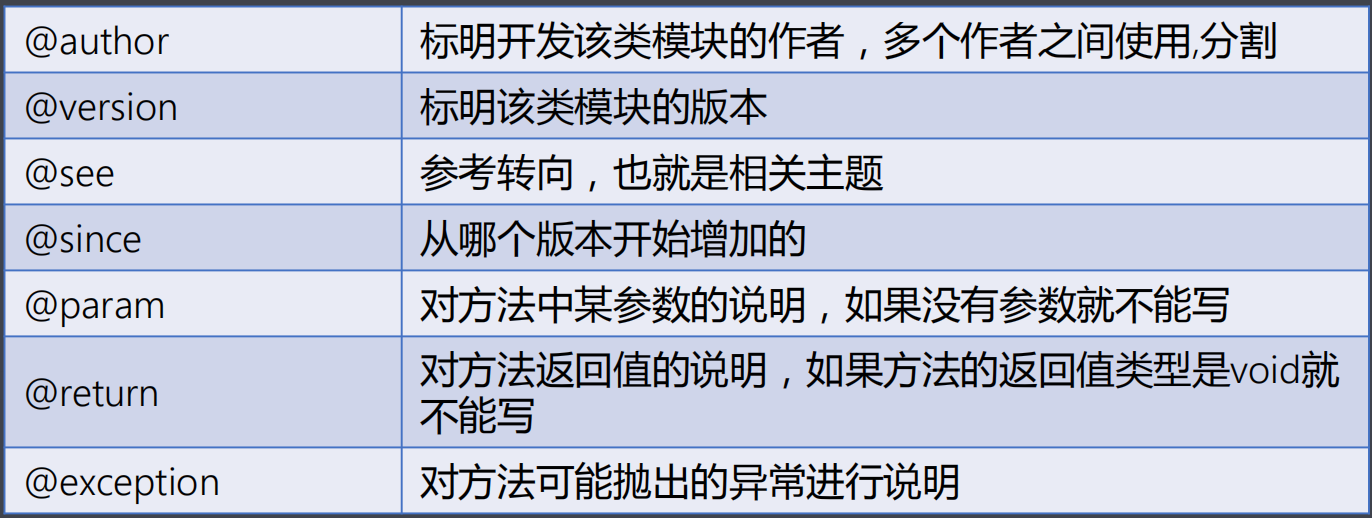 @author
标明开发该类模块的作者，多个作者之间使用,分割
@version
标明该类模块的版本
@see
参考转向，也就是相关主题
@since
从哪个版本开始增加的
@param
对方法中某参数的说明，如果没有参数就不能写
@return
对方法返回值的说明，如果方法的返回值类型是void就
不能写
@exception
对方法可能抛出的异常进行说明